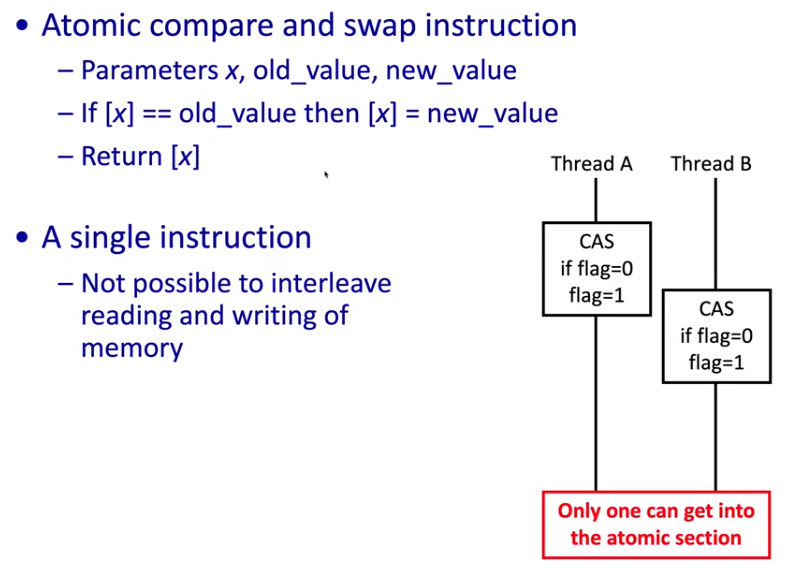 • Atomic compare and swap instruction
– Parameters x, old_value, new_value
– If [x] == old_value then [x] = new_value
– Return [x]
• A single instruction
– Not possible to interleave
reading and writing of
memory
Thread A
Thread B
CAS
if flag=0
flag=1
CAS
if flag=0
flag=1
Only one can get into
the atomic section